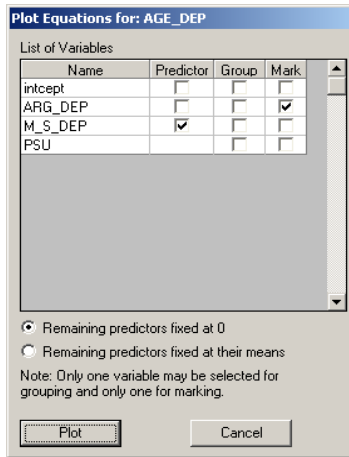 Plot Equations for: AGE_DEP
List of Variables
Name Predictor Group Mark
intcept
ARG_DEP
M_S_DEP
PSU
Remaining predictors fixed at 0
Remaining predictors fixed at their means
Note: Only one variable may be selected for
grouping and only one for marking.
Plot Cancel